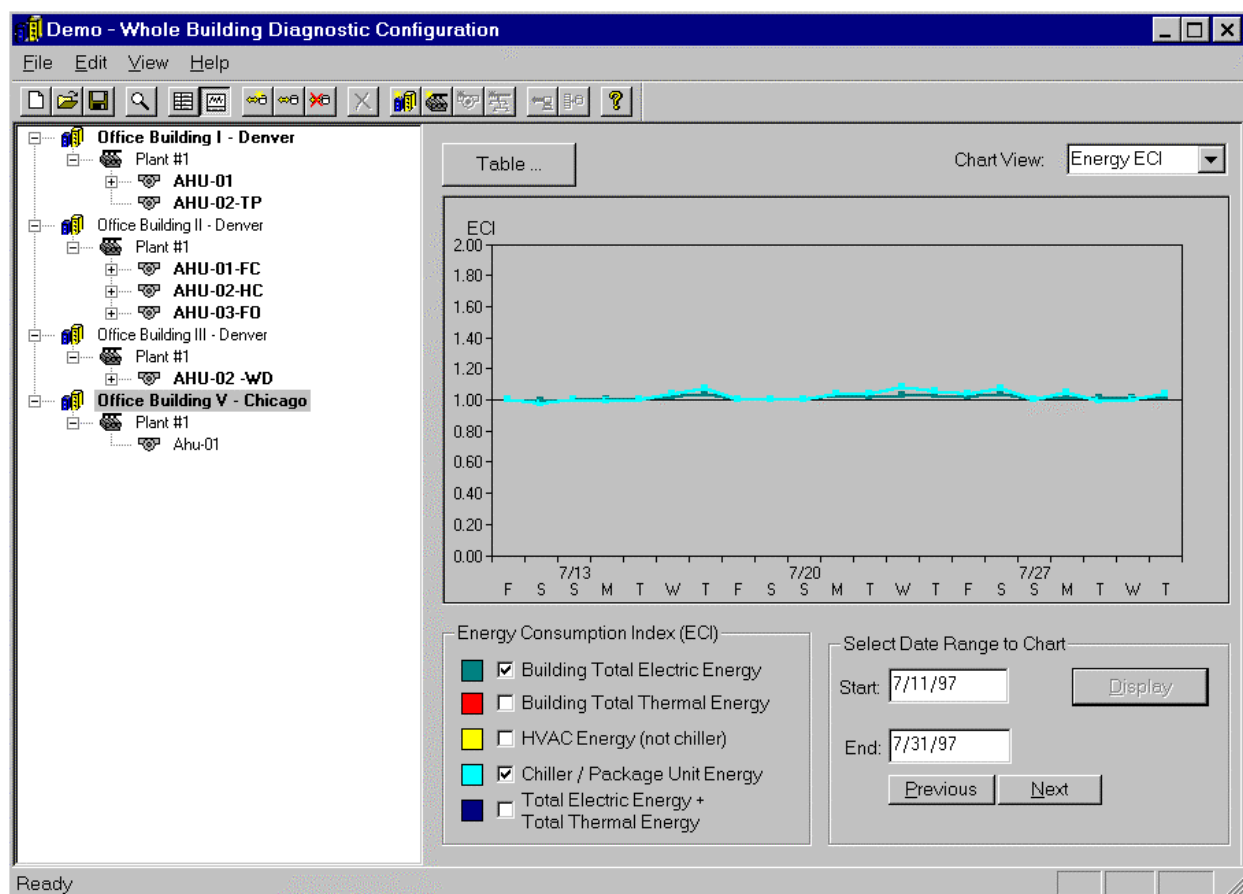 Demo - Whole Building Diagnostic Configuration
File Edit View Help
Office Building I - Denver
Plant #1
AHU-01
AHU-02-TP
Office Building II - Denver
Plant #1
AHU-01-FC
AHU-02-HC
AHU-03-FO
Office Building III - Denver
Plant #1
AHU-02 -WD
Office Building V - Chicago
Plant #1
Ahu-01
Table ...
Chart View: Energy ECI
ECI
2.00
1.80
1.60
1.40
1.20
1.00
0.80
0.60
0.40
0.20
0.00
7/13 7/20 7/27
F S S M T W T F S S M T W T F S S M T W T
Energy Consumption Index (ECI)
Building Total Electric Energy
Building Total Thermal Energy
HVAC Energy (not chiller)
Chiller / Package Unit Energy
Total Electric Energy +
Total Thermal Energy
Select Date Range to Chart
Start: 7/11/97
Display
End: 7/31/97
Previous Next
Ready